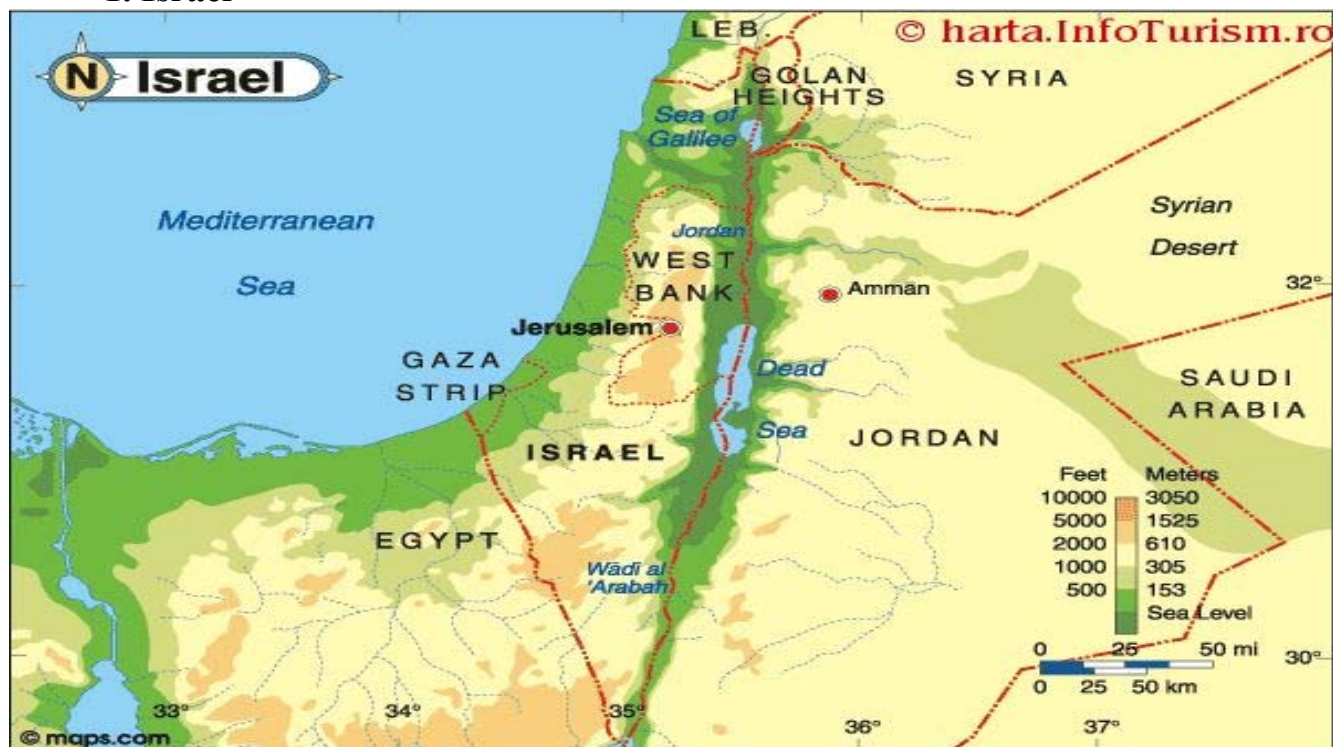 1. Israel
N Israel
© harta.InfoTurism.ro
LEB.
GOLAN
HEIGHTS
SYRIA
Sea of
Galilee
Mediterranean
Sea
Syrian
Desert
Jordan
WEST
BANK
Ammān
32°
Jerusalem
GAZA
STRIP
Dead
Sea
SAUDI
ARABIA
ISRAEL
JORDAN
EGYPT
Wādī al
'Arabah
Feet Meters
10000 3050
5000 1525
2000 610
1000 305
500 153
Sea Level
0 25 50 mi
0 25 50 km
30°
33° 34° 35° 36° 37°
© maps.com